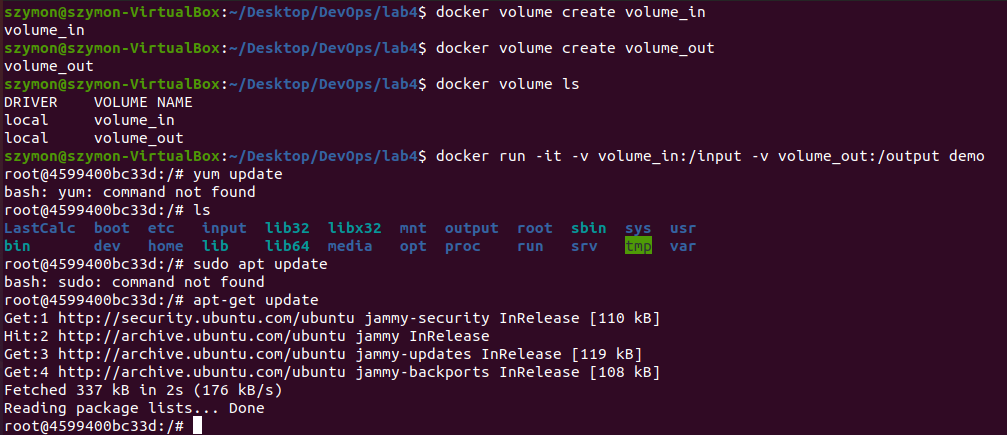 szymon@szymon-VirtualBox:~/Desktop/DevOps/lab4$ docker volume create volume_in
volume_in
szymon@szymon-VirtualBox:~/Desktop/DevOps/lab4$ docker volume create volume_out
volume_out
szymon@szymon-VirtualBox:~/Desktop/DevOps/lab4$ docker volume ls
DRIVER    VOLUME NAME
local     volume_in
local     volume_out
szymon@szymon-VirtualBox:~/Desktop/DevOps/lab4$ docker run -it -v volume_in:/input -v volume_out:/output demo
root@4599400bc33d:/# yum update
bash: yum: command not found
root@4599400bc33d:/# ls
LastCalc  boot  etc   input  lib32  libx32  mnt  output  root  sbin  sys  usr
bin       dev   home  lib    lib64  media   opt  proc    run   srv   tmp  var
root@4599400bc33d:/# sudo apt update
bash: sudo: command not found
root@4599400bc33d:/# apt-get update
Get:1 http://security.ubuntu.com/ubuntu jammy-security InRelease [110 kB]
Hit:2 http://archive.ubuntu.com/ubuntu jammy InRelease
Get:3 http://archive.ubuntu.com/ubuntu jammy-updates InRelease [119 kB]
Get:4 http://archive.ubuntu.com/ubuntu jammy-backports InRelease [108 kB]
Fetched 337 kB in 2s (176 kB/s)
Reading package lists... Done
root@4599400bc33d:/#